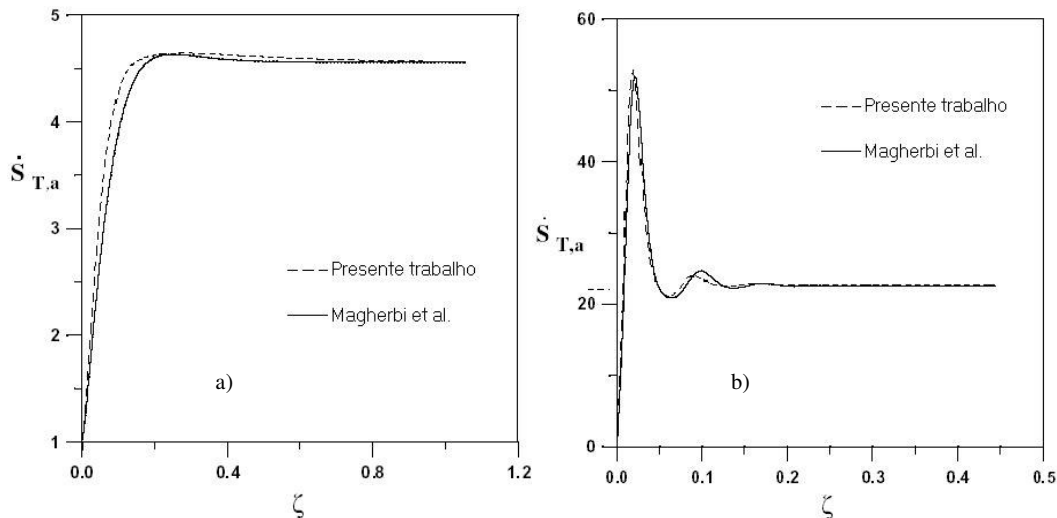 5
4
3
2
1
Ṡ T,a
0.0
0.4
0.8
1.2
ζ
Presente trabalho
Magherbi et al.
a)
60
40
20
0
Ṡ T,a
0.0
0.1
0.2
0.3
0.4
0.5
ζ
Presente trabalho
Magherbi et al.
b)